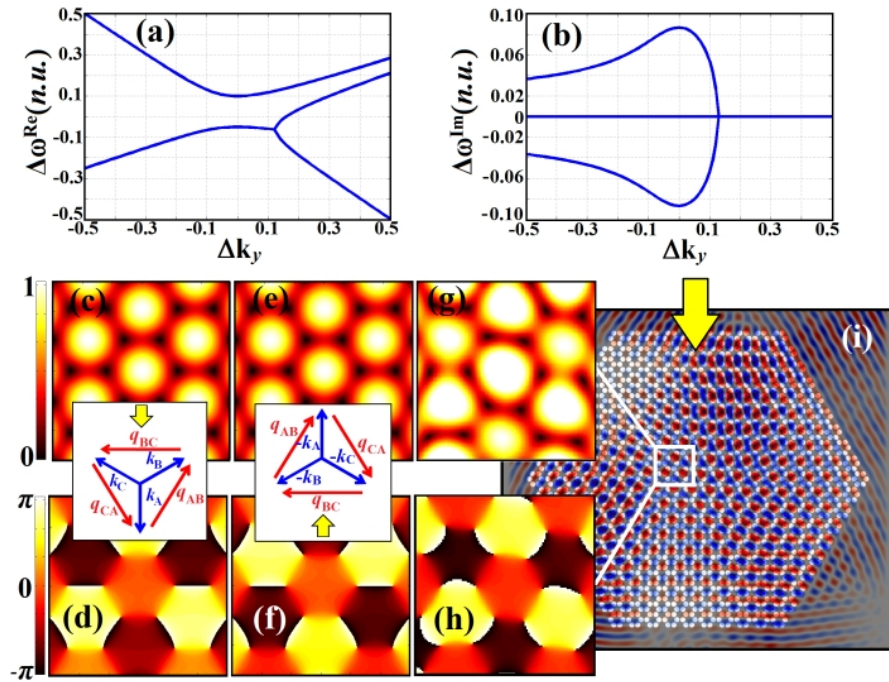 (a)
0.5
0.3
0.1
-0.1
-0.3
-0.5
Δω^Re(n.u.)
-0.5 -0.3 -0.1 0.1 0.3 0.5
Δk_y
(b)
0.10
0.08
0.04
0
-0.02
-0.06
-0.10
Δω^Im(n.u.)
-0.5 -0.3 -0.1 0.1 0.3 0.5
Δk_y
1
0
(c)
(e)
(g)
(i)
q_BC
k_B
k_C
k_A
q_CA
q_AB
q_AB
-k_A
q_CA
-k_C
-k_B
q_BC
π
0
-π
(d)
(f)
(h)